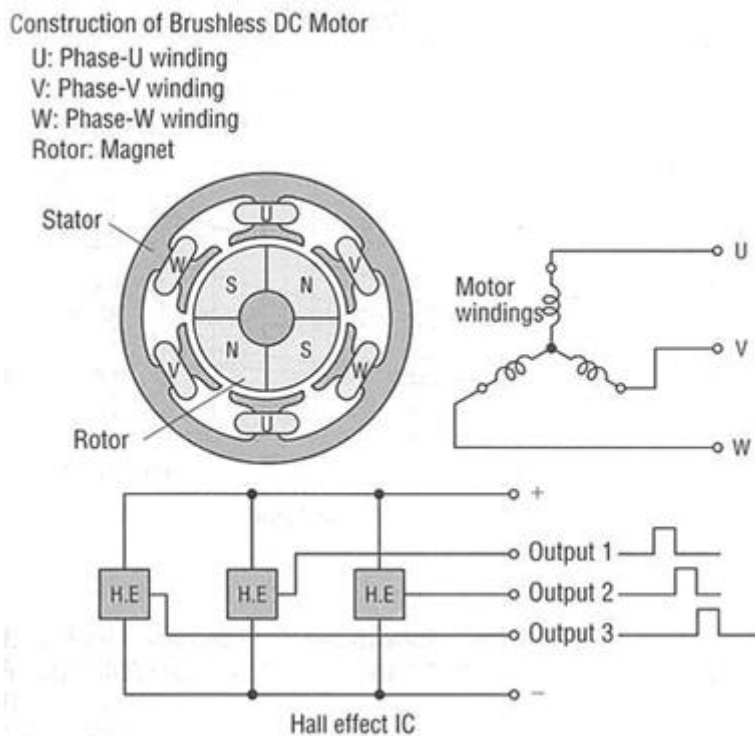 Construction of Brushless DC Motor
U: Phase-U winding
V: Phase-V winding
W: Phase-W winding
Rotor: Magnet
Stator
U
W
V
S
N
N
S
V
W
U
Rotor
Motor
windings
U
V
W
+
Output 1
H.E
H.E
H.E
Output 2
Output 3
−
Hall effect IC